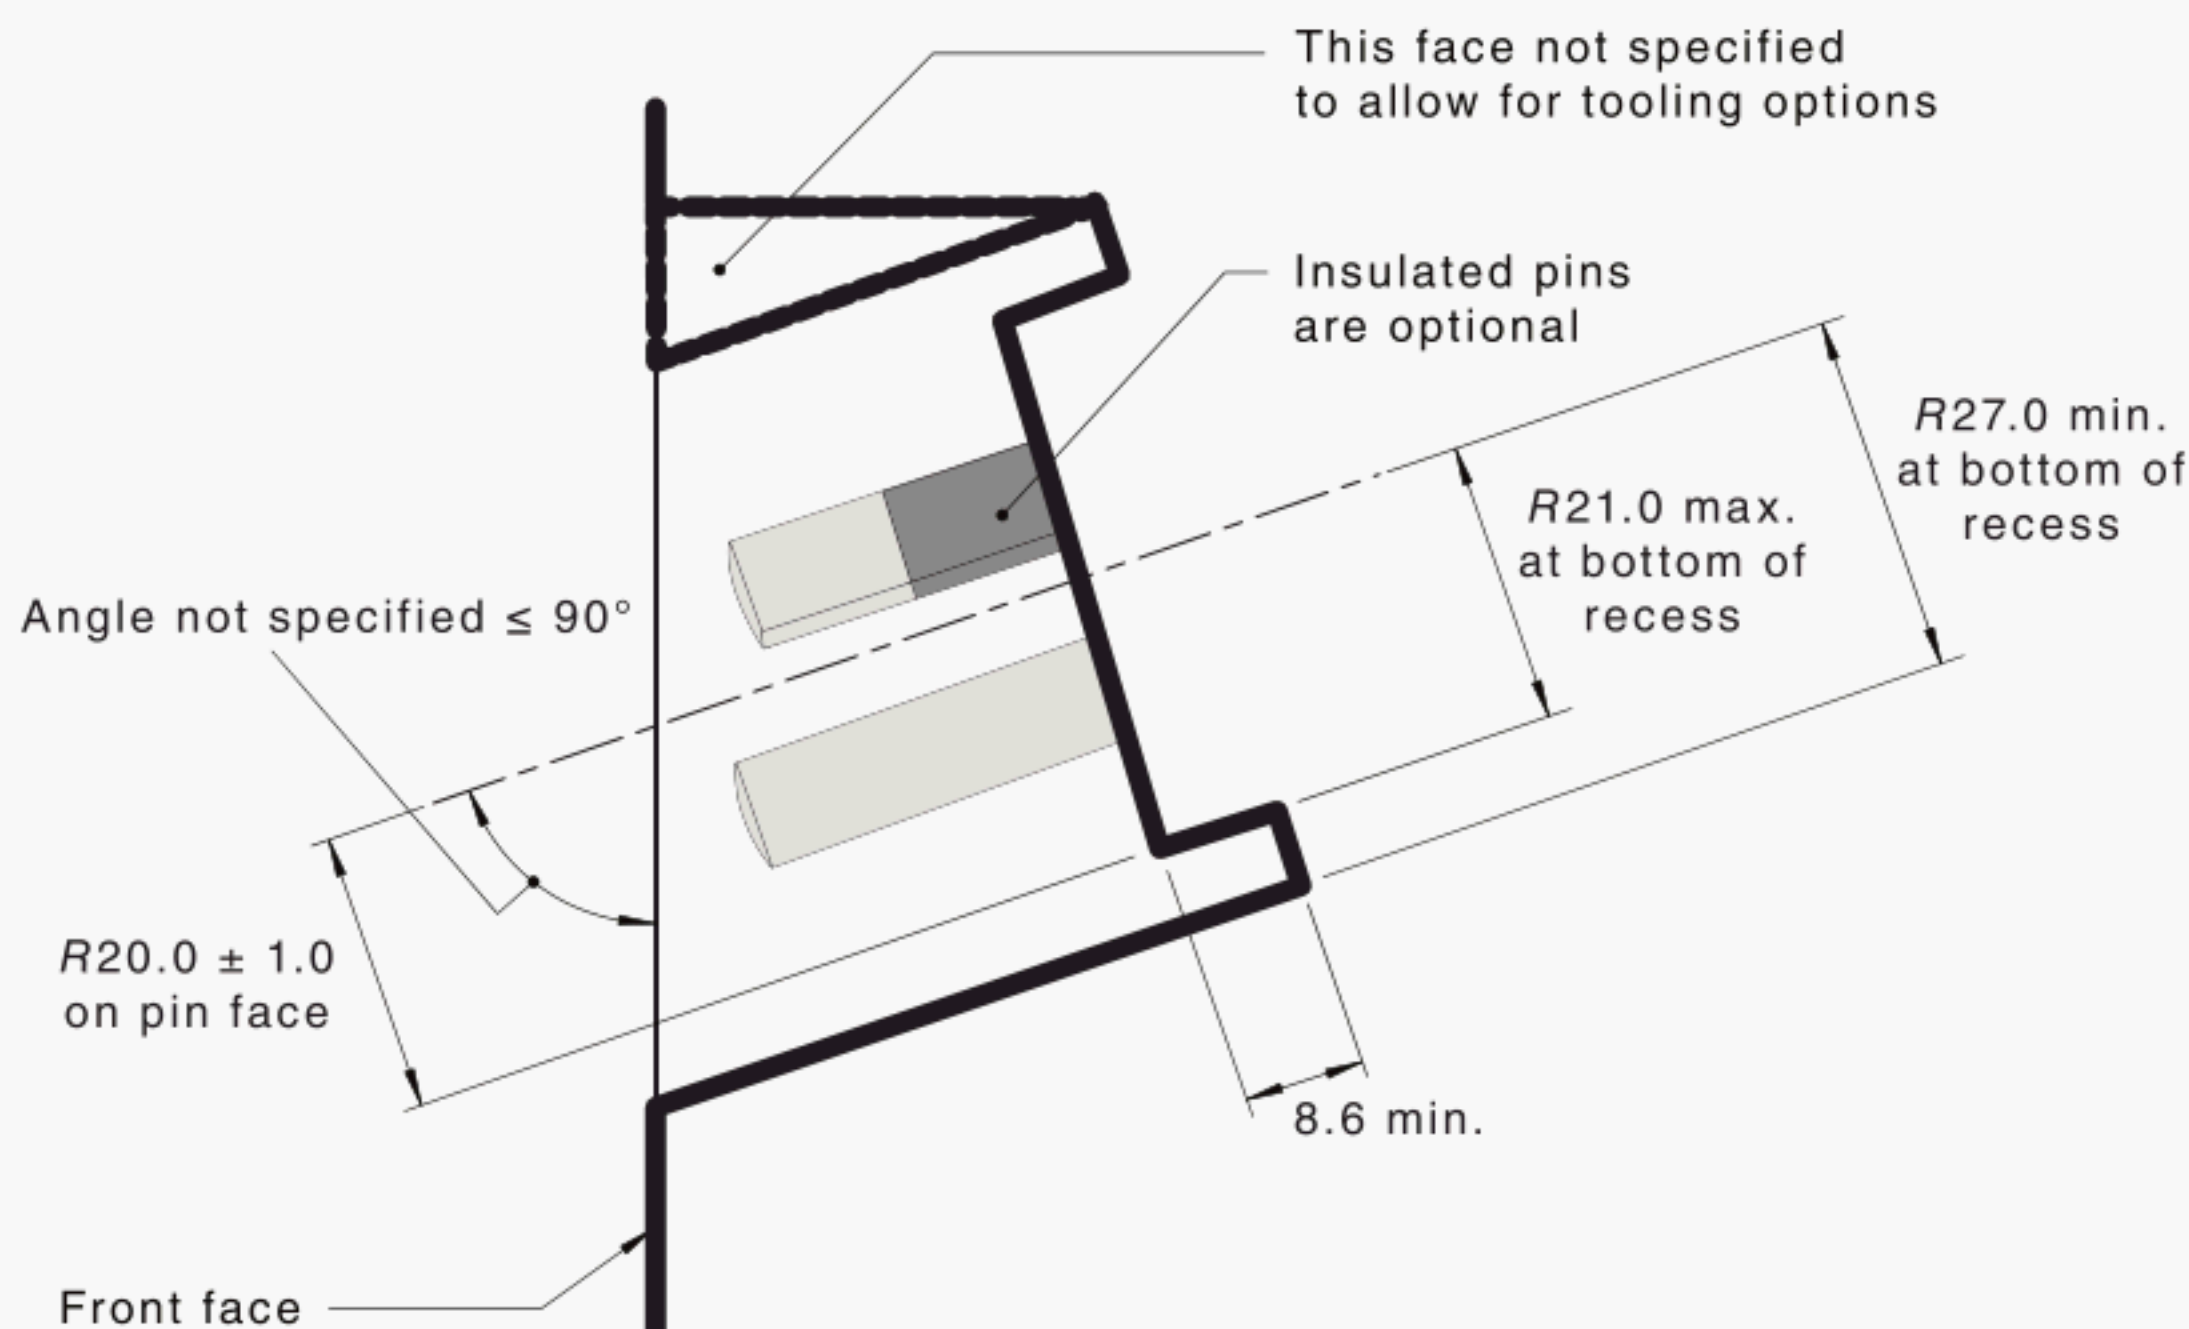 This face not specified
to allow for tooling options
Insulated pins
are optional
R27.0 min.
at bottom of
recess
R21.0 max.
at bottom of
recess
Angle not specified ≤ 90°
R20.0 ± 1.0
on pin face
8.6 min.
Front face